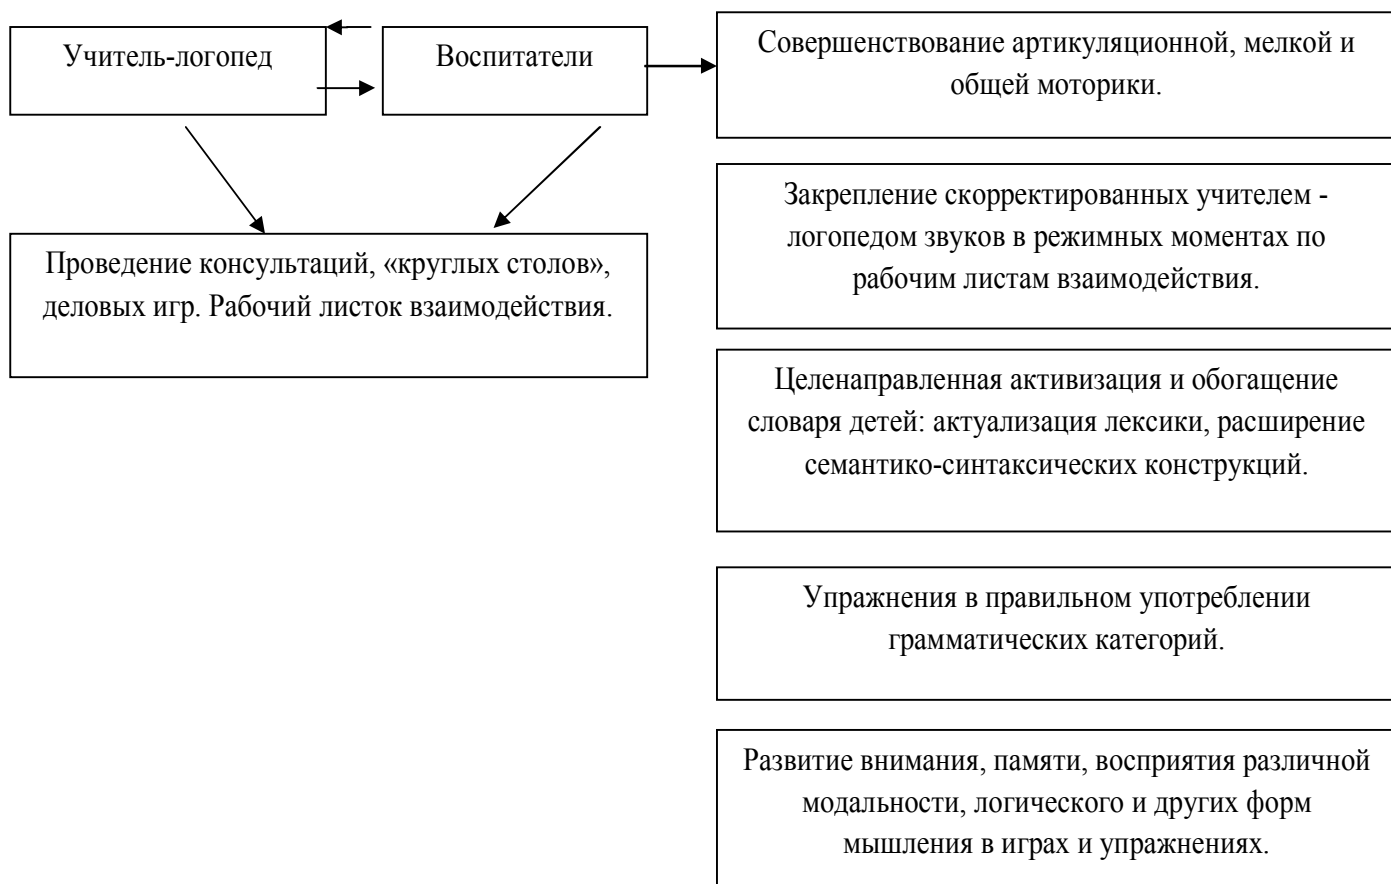 Учитель-логопед
Воспитатели
Совершенствование артикуляционной, мелкой и
общей моторики.
Закрепление скорректированных учителем -
логопедом звуков в режимных моментах по
рабочим листам взаимодействия.
Проведение консультаций, «круглых столов»,
деловых игр. Рабочий листок взаимодействия.
Целенаправленная активизация и обогащение
словаря детей: актуализация лексики, расширение
семантико-синтаксических конструкций.
Упражнения в правильном употреблении
грамматических категорий.
Развитие внимания, памяти, восприятия различной
модальности, логического и других форм
мышления в играх и упражнениях.